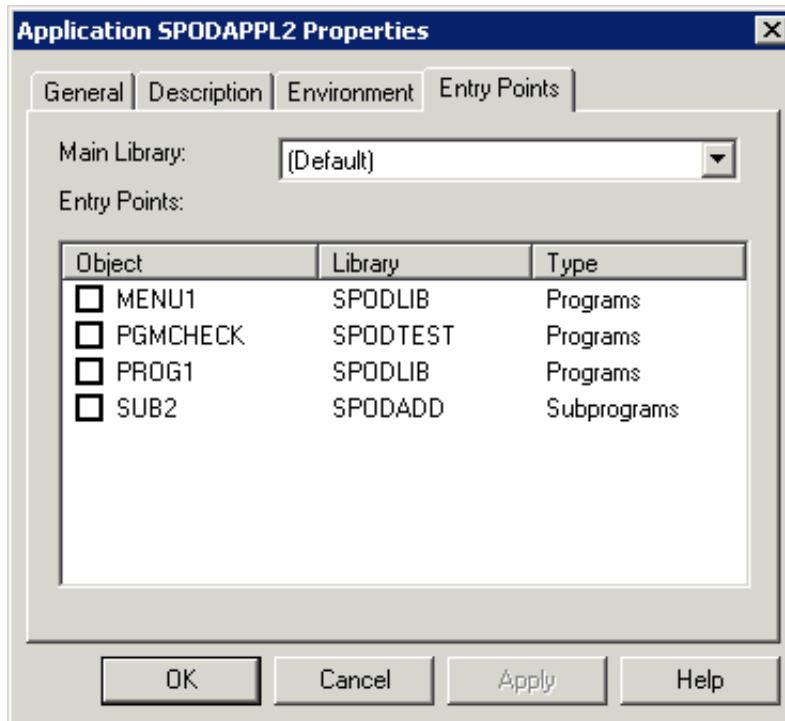 Application SPODAPPL2 Properties
General Description Environment Entry Points
Main Library: (Default)
Entry Points:
Object Library Type
MENU1 SPODLIB Programs
PGMCHECK SPODTEST Programs
PROG1 SPODLIB Programs
SUB2 SPODADD Subprograms
OK Cancel Apply Help